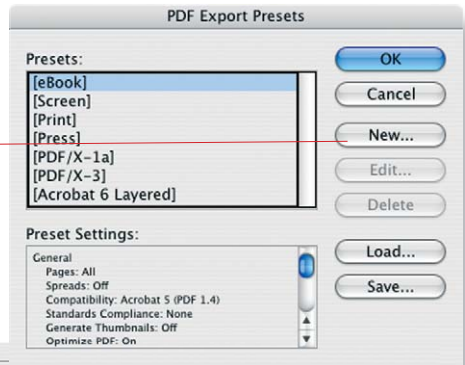 PDF Export Presets
Presets:
[eBook]
[Screen]
[Print]
[Press]
[PDF/X-1a]
[PDF/X-3]
[Acrobat 6 Layered]
OK
Cancel
New...
Edit...
Delete
Load...
Save...
Preset Settings:
General
Pages: All
Spreads: Off
Compatibility: Acrobat 5 (PDF 1.4)
Standards Compliance: None
Generate Thumbnails: Off
Optimize PDF: On